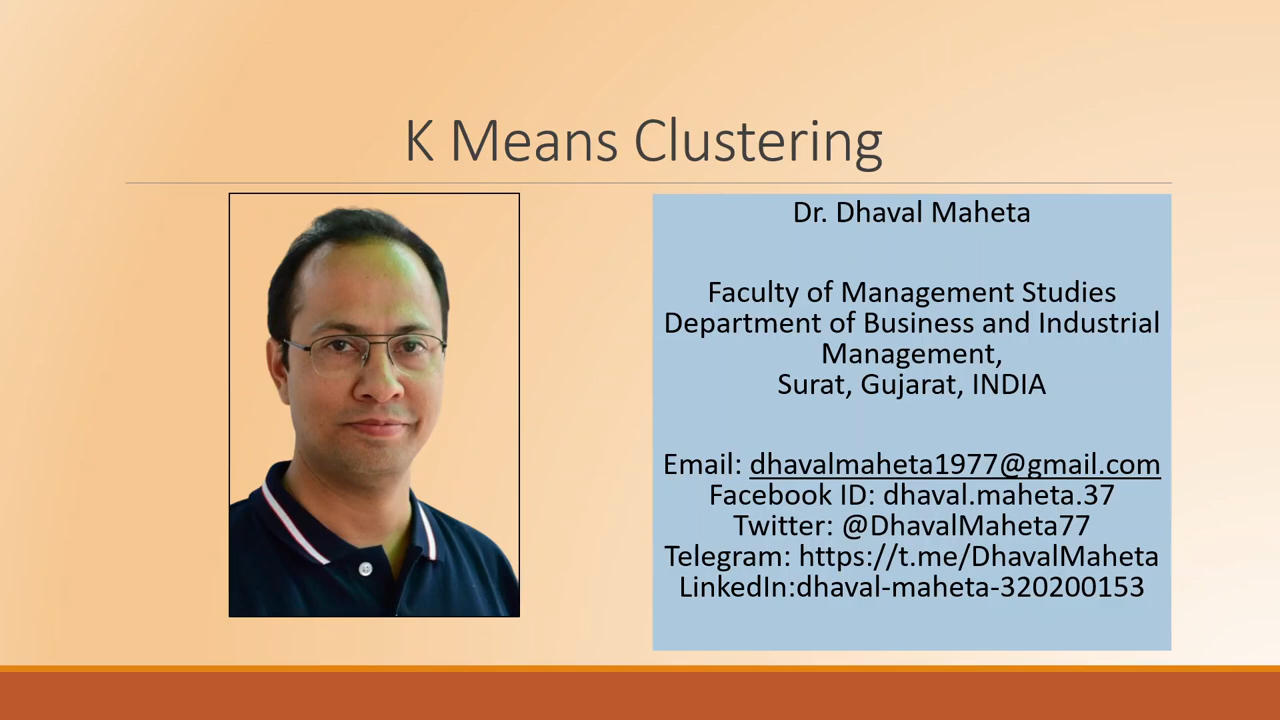 K Means Clustering
Dr. Dhaval Maheta
Faculty of Management Studies
Department of Business and Industrial
Management,
Surat, Gujarat, INDIA
Email: dhavalmaheta1977@gmail.com
Facebook ID: dhaval.maheta.37
Twitter: @DhavalMaheta77
Telegram: https://t.me/DhavalMaheta
LinkedIn:dhaval-maheta-320200153